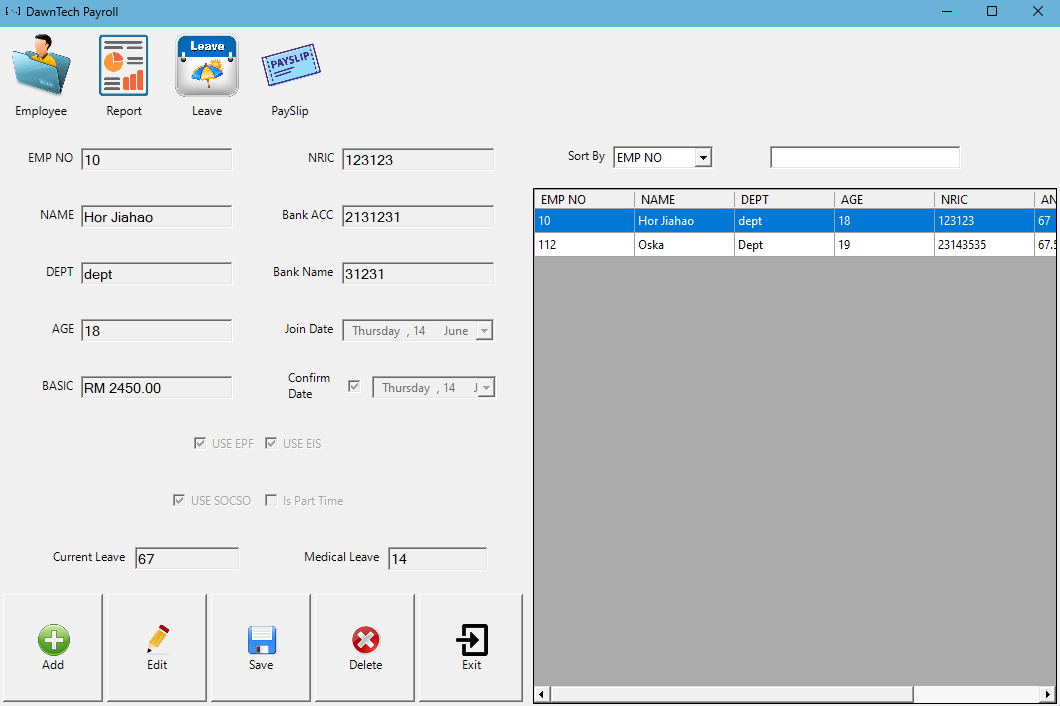 DawnTech Payroll
Leave
PAYSLIP
Employee Report Leave PaySlip
EMP NO 10 NRIC 123123
NAME Hor Jiahao Bank ACC 2131231
DEPT dept Bank Name 31231
AGE 18 Join Date Thursday , 14 June
BASIC RM 2450.00 Confirm Date Thursday , 14 J
USE EPF USE EIS
USE SOCSO Is Part Time
Current Leave 67 Medical Leave 14
Add Edit Save Delete Exit
Sort By EMP NO
EMP NO NAME DEPT AGE NRIC AN
10 Hor Jiahao dept 18 123123 67
112 Oska Dept 19 23143535 67.5